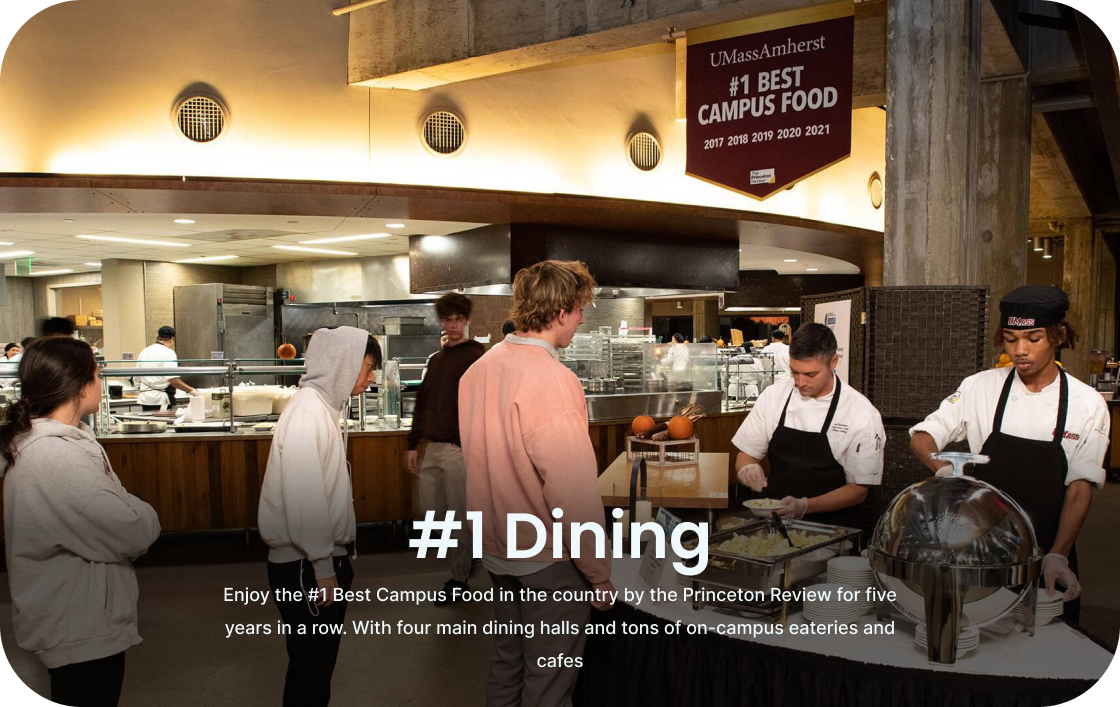 UMassAmherst
#1 BEST
CAMPUS FOOD
2017 2018 2019 2020 2021
The
Princeton
Review
UMASS
#1 Dining
Enjoy the #1 Best Campus Food in the country by the Princeton Review for five
years in a row. With four main dining halls and tons of on-campus eateries and
cafes